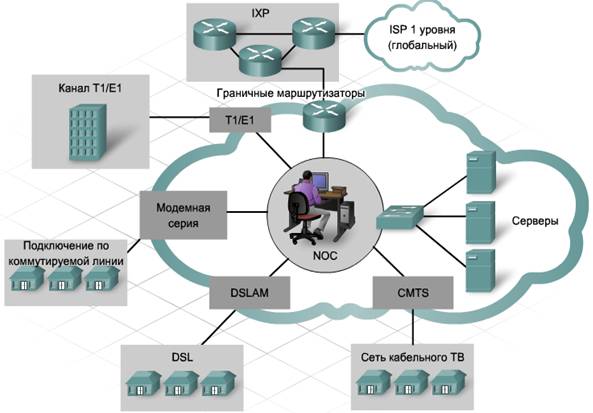 IXP
ISP 1 уровня
(глобальный)
Канал T1/E1
Граничные маршрутизаторы
T1/E1
Модемная
серия
Серверы
Подключение по
коммутируемой линии
NOC
DSLAM
CMTS
DSL
Сеть кабельного ТВ